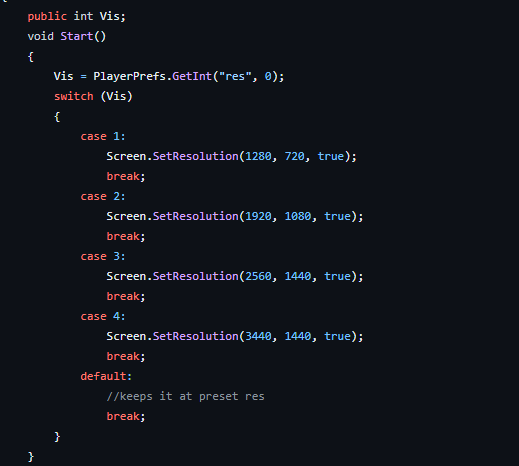 {
public int Vis;
void Start()
{
Vis = PlayerPrefs.GetInt("res", 0);
switch (Vis)
{
case 1:
Screen.SetResolution(1280, 720, true);
break;
case 2:
Screen.SetResolution(1920, 1080, true);
break;
case 3:
Screen.SetResolution(2560, 1440, true);
break;
case 4:
Screen.SetResolution(3440, 1440, true);
break;
default:
//keeps it at preset res
break;
}
}